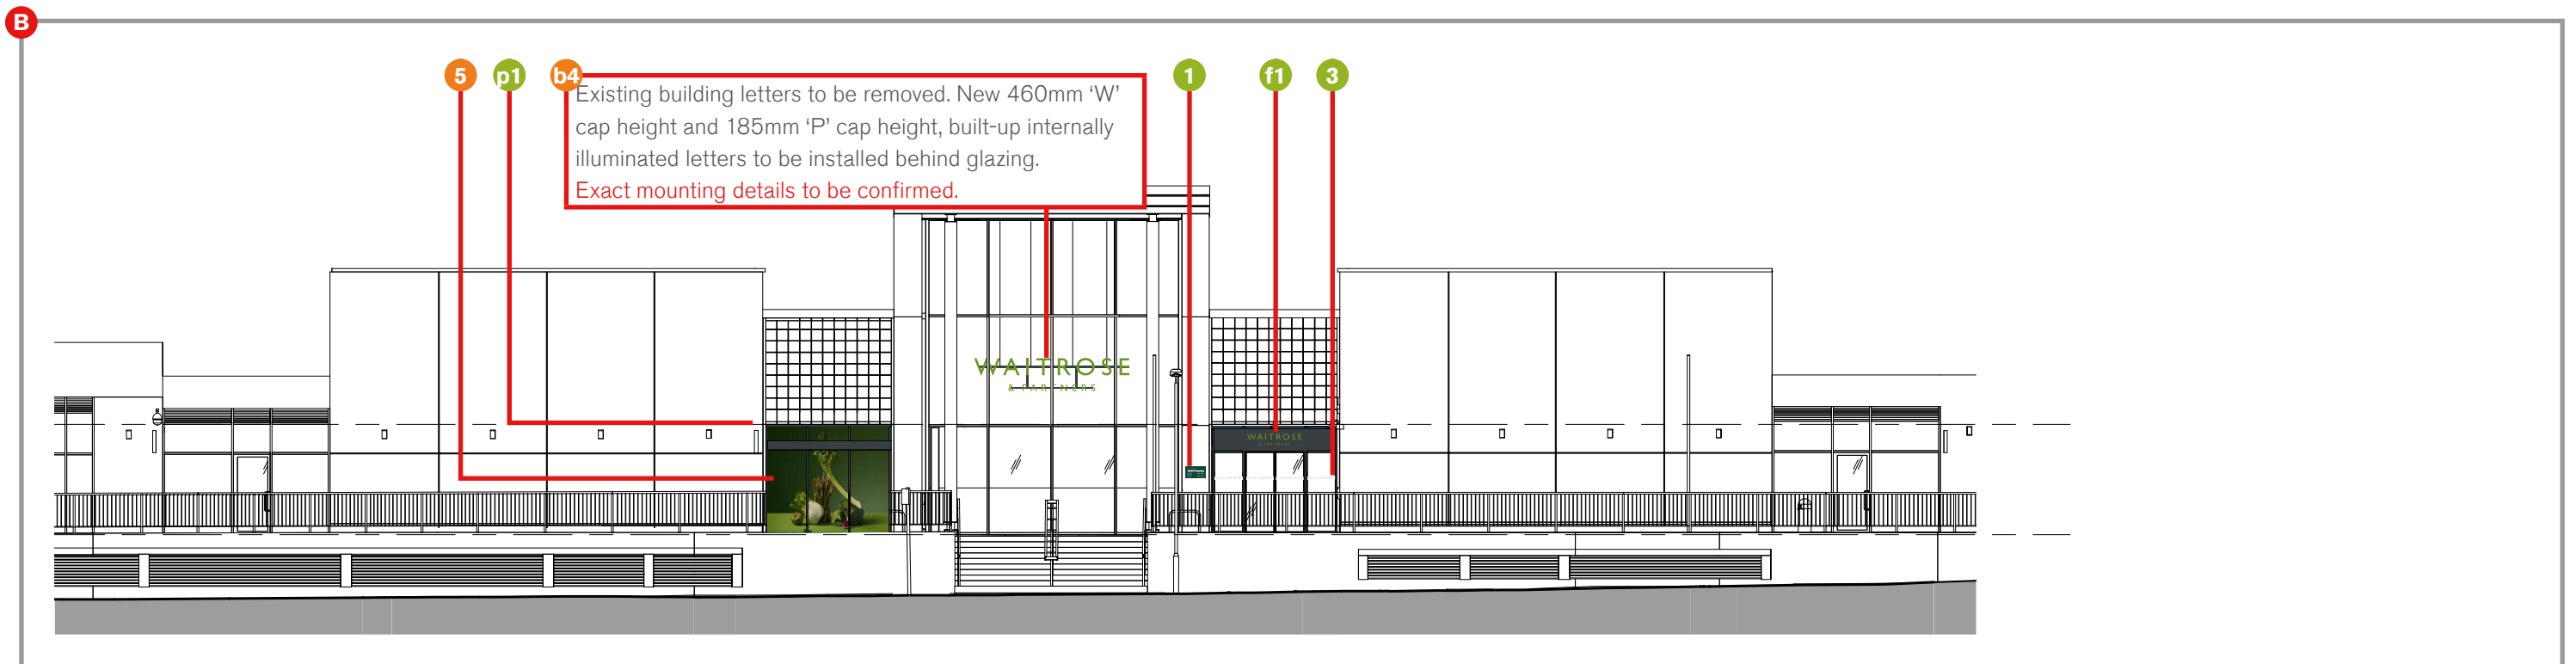 B
5 p1 b4 1 f1 3
Existing building letters to be removed. New 460mm ‘W’
cap height and 185mm ‘P’ cap height, built-up internally
illuminated letters to be installed behind glazing.
Exact mounting details to be confirmed.
WAITROSE
& PARTNERS
WAITROSE
& PARTNERS